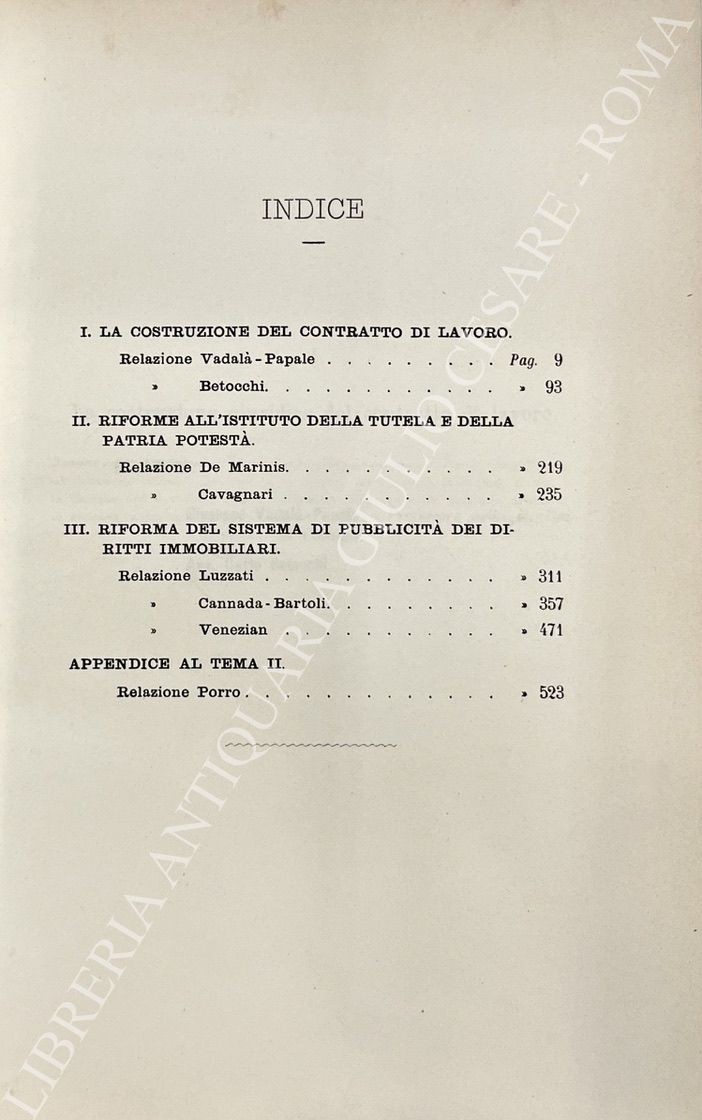 INDICE
I. LA COSTRUZIONE DEL CONTRATTO DI LAVORO.
Relazione Vadalà-Papale . . . . . . . . . Pag. 9
» Betocchi. . . . . . . . . . . . » 93
II. RIFORME ALL'ISTITUTO DELLA TUTELA E DELLA
PATRIA POTESTÀ.
Relazione De Marinis. . . . . . . . . . . » 219
» Cavagnari . . . . . . . . . . . » 235
III. RIFORMA DEL SISTEMA DI PUBBLICITÀ DEI DI-
RITTI IMMOBILIARI.
Relazione Luzzati . . . . . . . . . . . . » 311
» Cannada-Bartoli. . . . . . . . . » 357
» Venezian . . . . . . . . . . . » 471
APPENDICE AL TEMA II.
Relazione Porro . . . . . . . . . . . . . » 523
LIBRERIA ANTIQUARIA GIULIO CESARE - ROMA